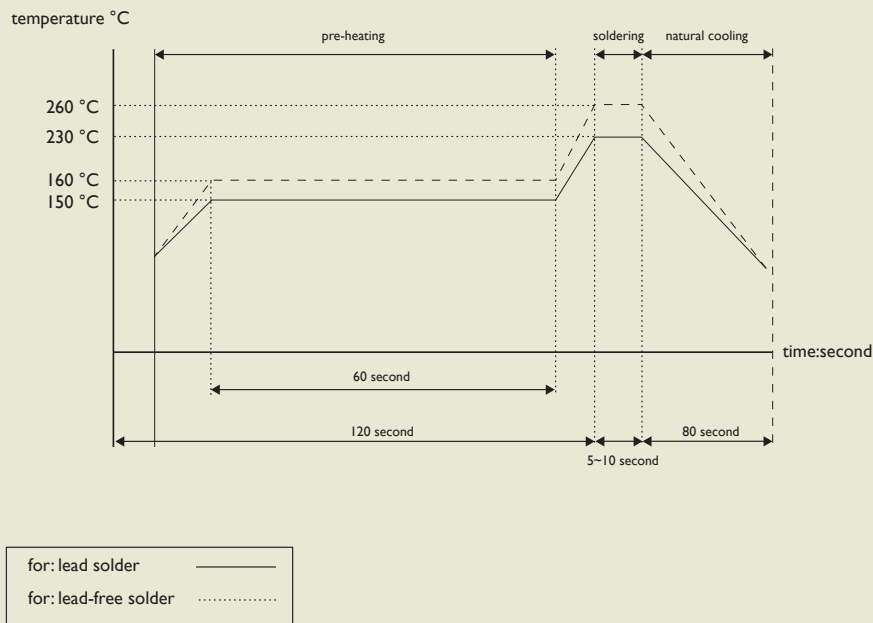 temperature °C
pre-heating
soldering
natural cooling
260 °C
230 °C
160 °C
150 °C
time:second
60 second
120 second
80 second
5~10 second
for: lead solder
for: lead-free solder